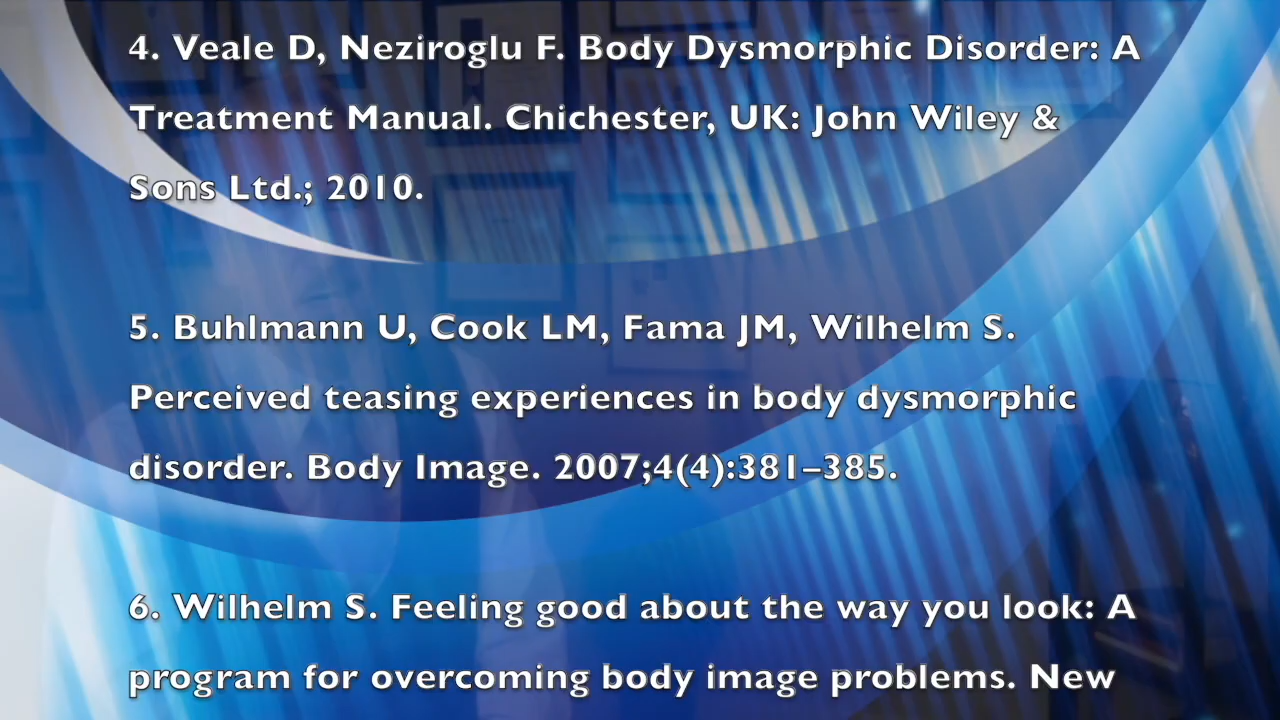 4. Veale D, Neziroglu F. Body Dysmorphic Disorder: A
Treatment Manual. Chichester, UK: John Wiley &
Sons Ltd.; 2010.
5. Buhlmann U, Cook LM, Fama JM, Wilhelm S.
Perceived teasing experiences in body dysmorphic
disorder. Body Image. 2007;4(4):381–385.
6. Wilhelm S. Feeling good about the way you look: A
program for overcoming body image problems. New